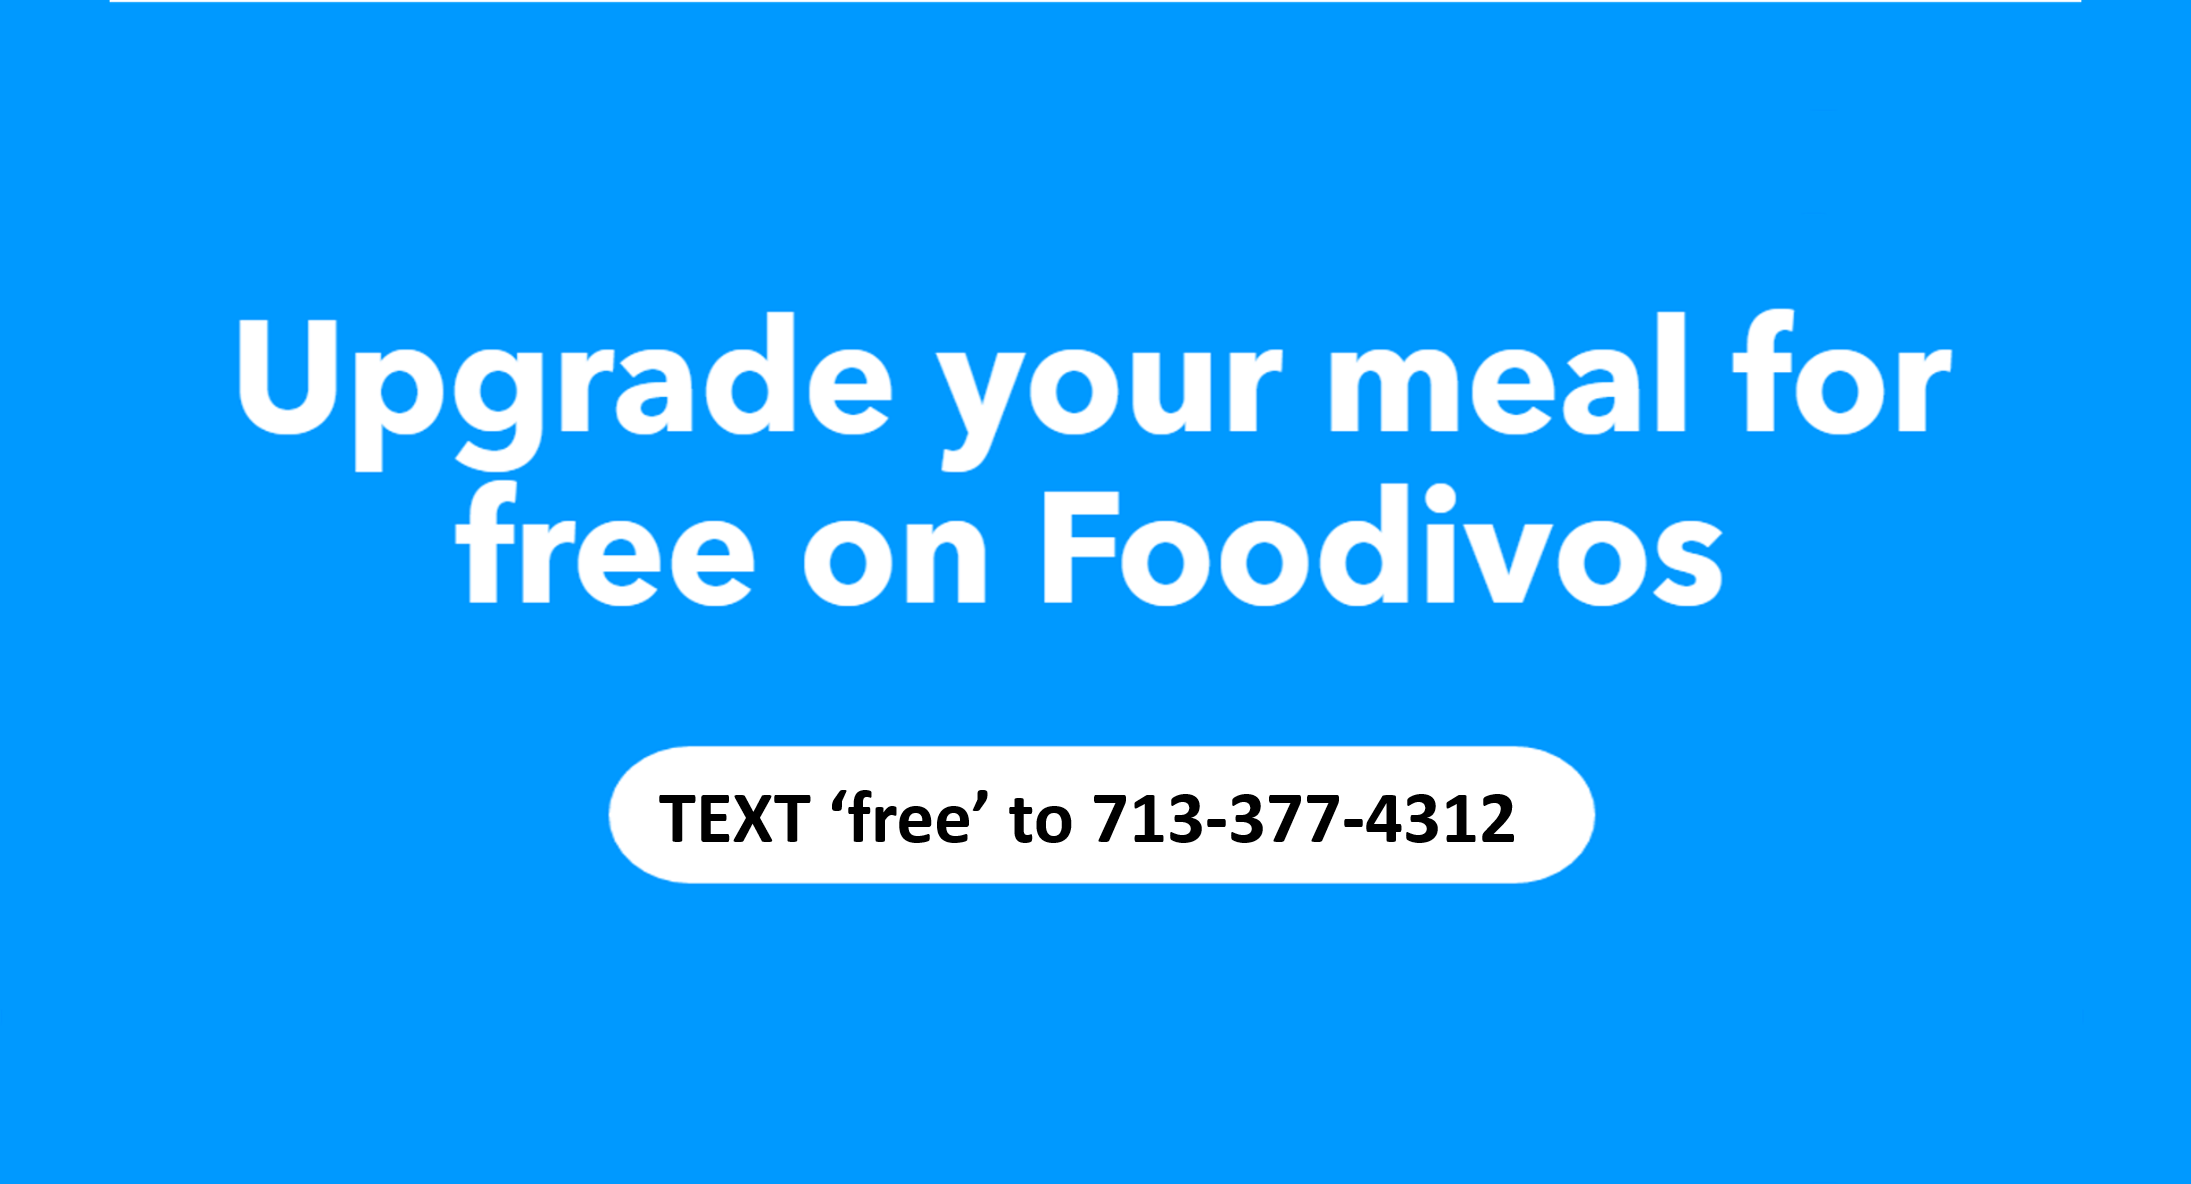 Upgrade your meal for
free on Foodivos
TEXT ‘free’ to 713-377-4312